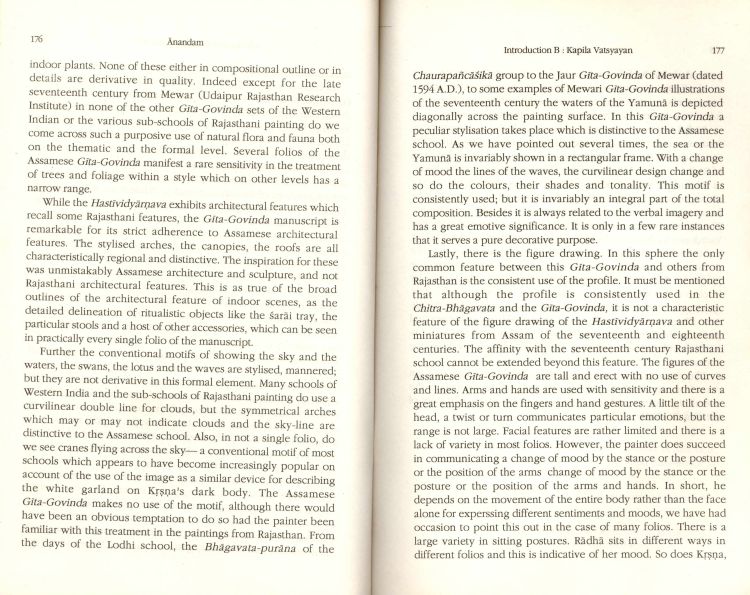 176
Ānandam
indoor plants. None of these either in compositional outline or in
details are derivative in quality. Indeed except for the late
seventeenth century from Mewar (Udaipur Rajasthan Research
Institute) in none of the other Gīta-Govinda sets of the Western
Indian or the various sub-schools of Rajasthani painting do we
come across such a purposive use of natural flora and fauna both
on the thematic and the formal level. Several folios of the
Assamese Gīta-Govinda manifest a rare sensitivity in the treatment
of trees and foliage within a style which on other levels has a
narrow range.
While the Hastīvidyārṇava exhibits architectural features which
recall some Rajasthani features, the Gīta-Govinda manuscript is
remarkable for its strict adherence to Assamese architectural
features. The stylised arches, the canopies, the roofs are all
characteristically regional and distinctive. The inspiration for these
was unmistakably Assamese architecture and sculpture, and not
Rajasthani architectural features. This is as true of the broad
outlines of the architectural feature of indoor scenes, as the
detailed delineation of ritualistic objects like the śarāi tray, the
particular stools and a host of other accessories, which can be seen
in practically every single folio of the manuscript.
Further the conventional motifs of showing the sky and the
waters, the swans, the lotus and the waves are stylised, mannered;
but they are not derivative in this formal element. Many schools of
Western India and the sub-schools of Rajasthani painting do use a
curvilinear double line for clouds, but the symmetrical arches
which may or may not indicate clouds and the sky-line are
distinctive to the Assamese school. Also, in not a single folio, do
we see cranes flying across the sky— a conventional motif of most
schools which appears to have become increasingly popular on
account of the use of the image as a similar device for describing
the white garland on Kṛṣṇa's dark body. The Assamese
Gīta-Govinda makes no use of the motif, although there would
have been an obvious temptation to do so had the painter been
familiar with this treatment in the paintings from Rajasthan. From
the days of the Lodhi school, the Bhāgavata-purāna of the
Introduction B : Kapila Vatsyayan
177
Chaurapañcāśikā group to the Jaur Gīta-Govinda of Mewar (dated
1594 A.D.), to some examples of Mewari Gīta-Govinda illustrations
of the seventeenth century the waters of the Yamunā is depicted
diagonally across the painting surface. In this Gīta-Govinda a
peculiar stylisation takes place which is distinctive to the Assamese
school. As we have pointed out several times, the sea or the
Yamunā is invariably shown in a rectangular frame. With a change
of mood the lines of the waves, the curvilinear design change and
so do the colours, their shades and tonality. This motif is
consistently used; but it is invariably an integral part of the total
composition. Besides it is always related to the verbal imagery and
has a great emotive significance. It is only in a few rare instances
that it serves a pure decorative purpose.
Lastly, there is the figure drawing. In this sphere the only
common feature between this Gīta-Govinda and others from
Rajasthan is the consistent use of the profile. It must be mentioned
that although the profile is consistently used in the
Chitra-Bhāgavata and the Gīta-Govinda, it is not a characteristic
feature of the figure drawing of the Hastīvidyārṇava and other
miniatures from Assam of the seventeenth and eighteenth
centuries. The affinity with the seventeenth century Rajasthani
school cannot be extended beyond this feature. The figures of the
Assamese Gīta-Govinda are tall and erect with no use of curves
and lines. Arms and hands are used with sensitivity and there is a
great emphasis on the fingers and hand gestures. A little tilt of the
head, a twist or turn communicates particular emotions, but the
range is not large. Facial features are rather limited and there is a
lack of variety in most folios. However, the painter does succeed
in communicating a change of mood by the stance or the posture
or the position of the arms change of mood by the stance or the
posture or the position of the arms and hands. In short, he
depends on the movement of the entire body rather than the face
alone for experssing different sentiments and moods, we have had
occasion to point this out in the case of many folios. There is a
large variety in sitting postures. Rādhā sits in different ways in
different folios and this is indicative of her mood. So does Kṛṣṇa,